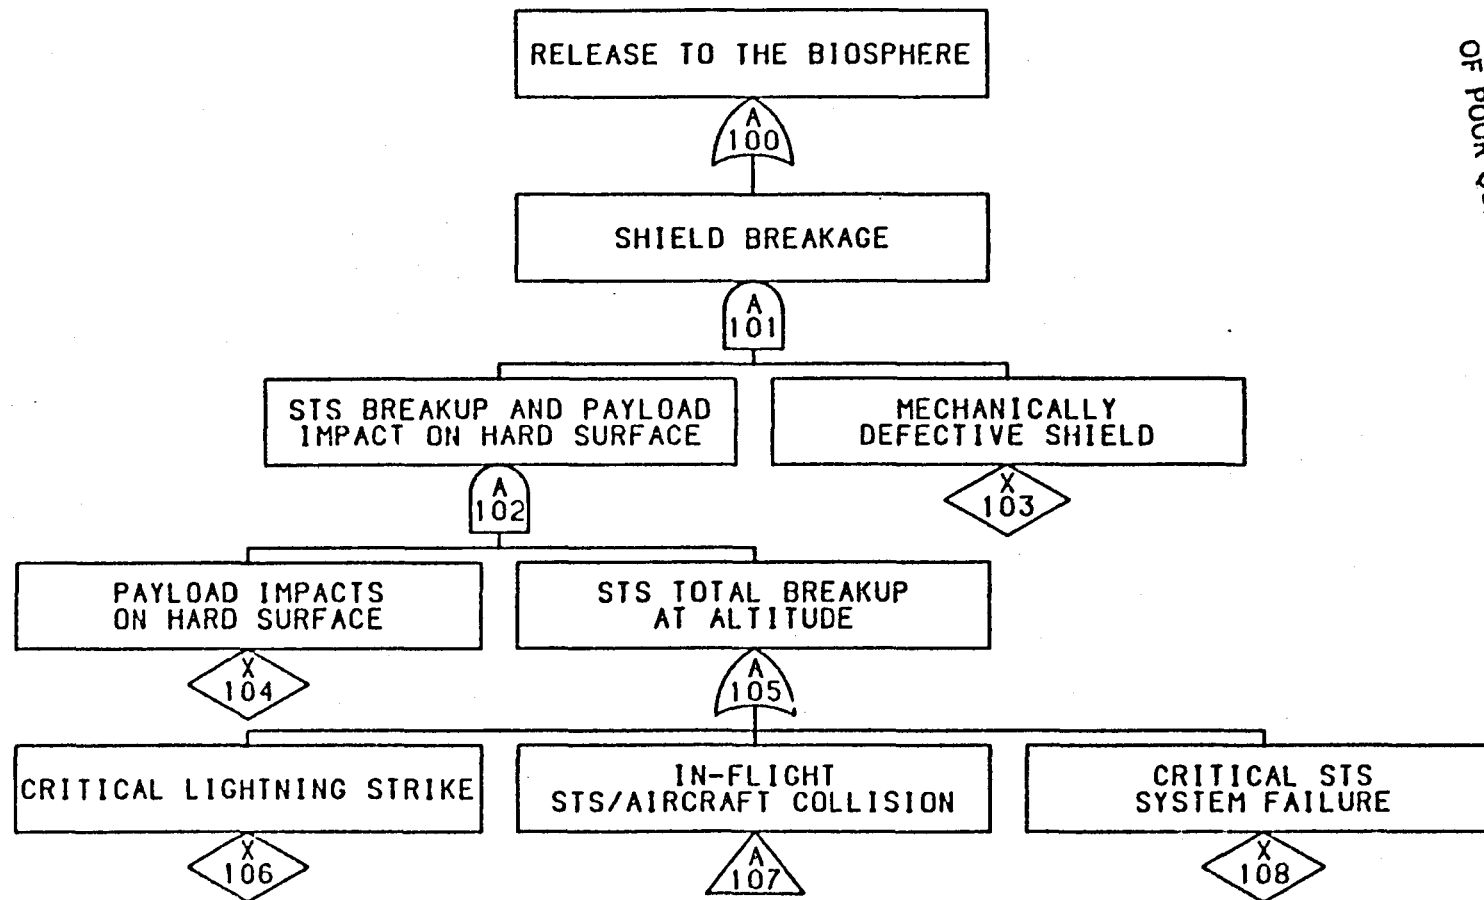 RELEASE TO THE BIOSPHERE
A
100
OF POOR
SHIELD BREAKAGE
A
101
STS BREAKUP AND PAYLOAD
IMPACT ON HARD SURFACE
MECHANICALLY
DEFECTIVE SHIELD
A
102
X
103
PAYLOAD IMPACTS
ON HARD SURFACE
STS TOTAL BREAKUP
AT ALTITUDE
X
104
A
105
CRITICAL LIGHTNING STRIKE
IN-FLIGHT
STS/AIRCRAFT COLLISION
CRITICAL STS
SYSTEM FAILURE
X
106
A
107
X
108